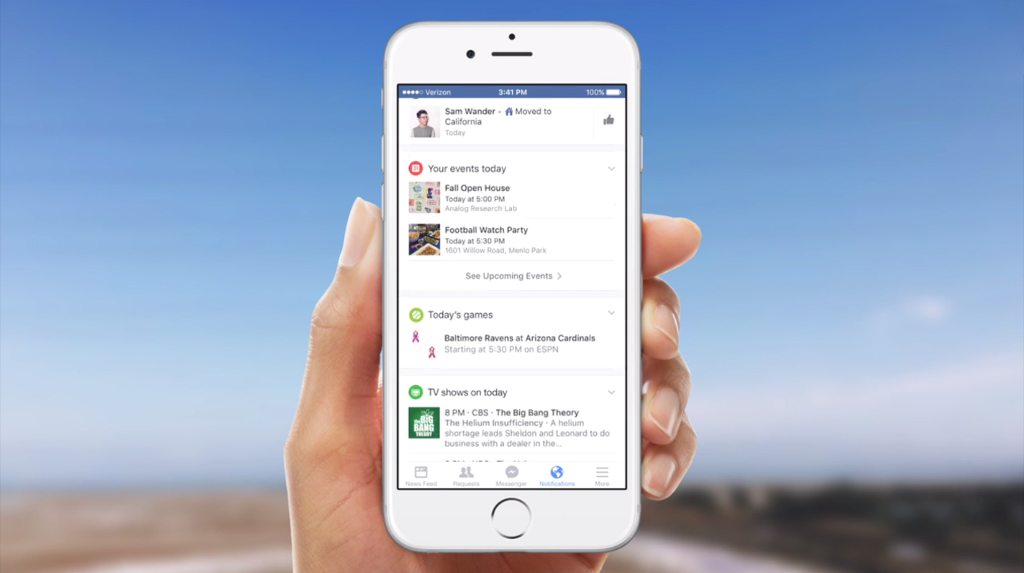 Verizon 3:41 PM 100%
Sam Wander - Moved to
California
Today
Your events today
Fall Open House
Today at 5:00 PM
Analog Research Lab
Football Watch Party
Today at 5:30 PM
1601 Willow Road, Menlo Park
See Upcoming Events >
Today's games
Baltimore Ravens at Arizona Cardinals
Starting at 5:30 PM on ESPN
TV shows on today
the BIG
BANG
THEORY
8 PM · CBS · The Big Bang Theory
The Helium Insufficiency · A helium
shortage leads Sheldon and Leonard to do
business with a dealer in the...
News Feed Requests Messenger Notifications More